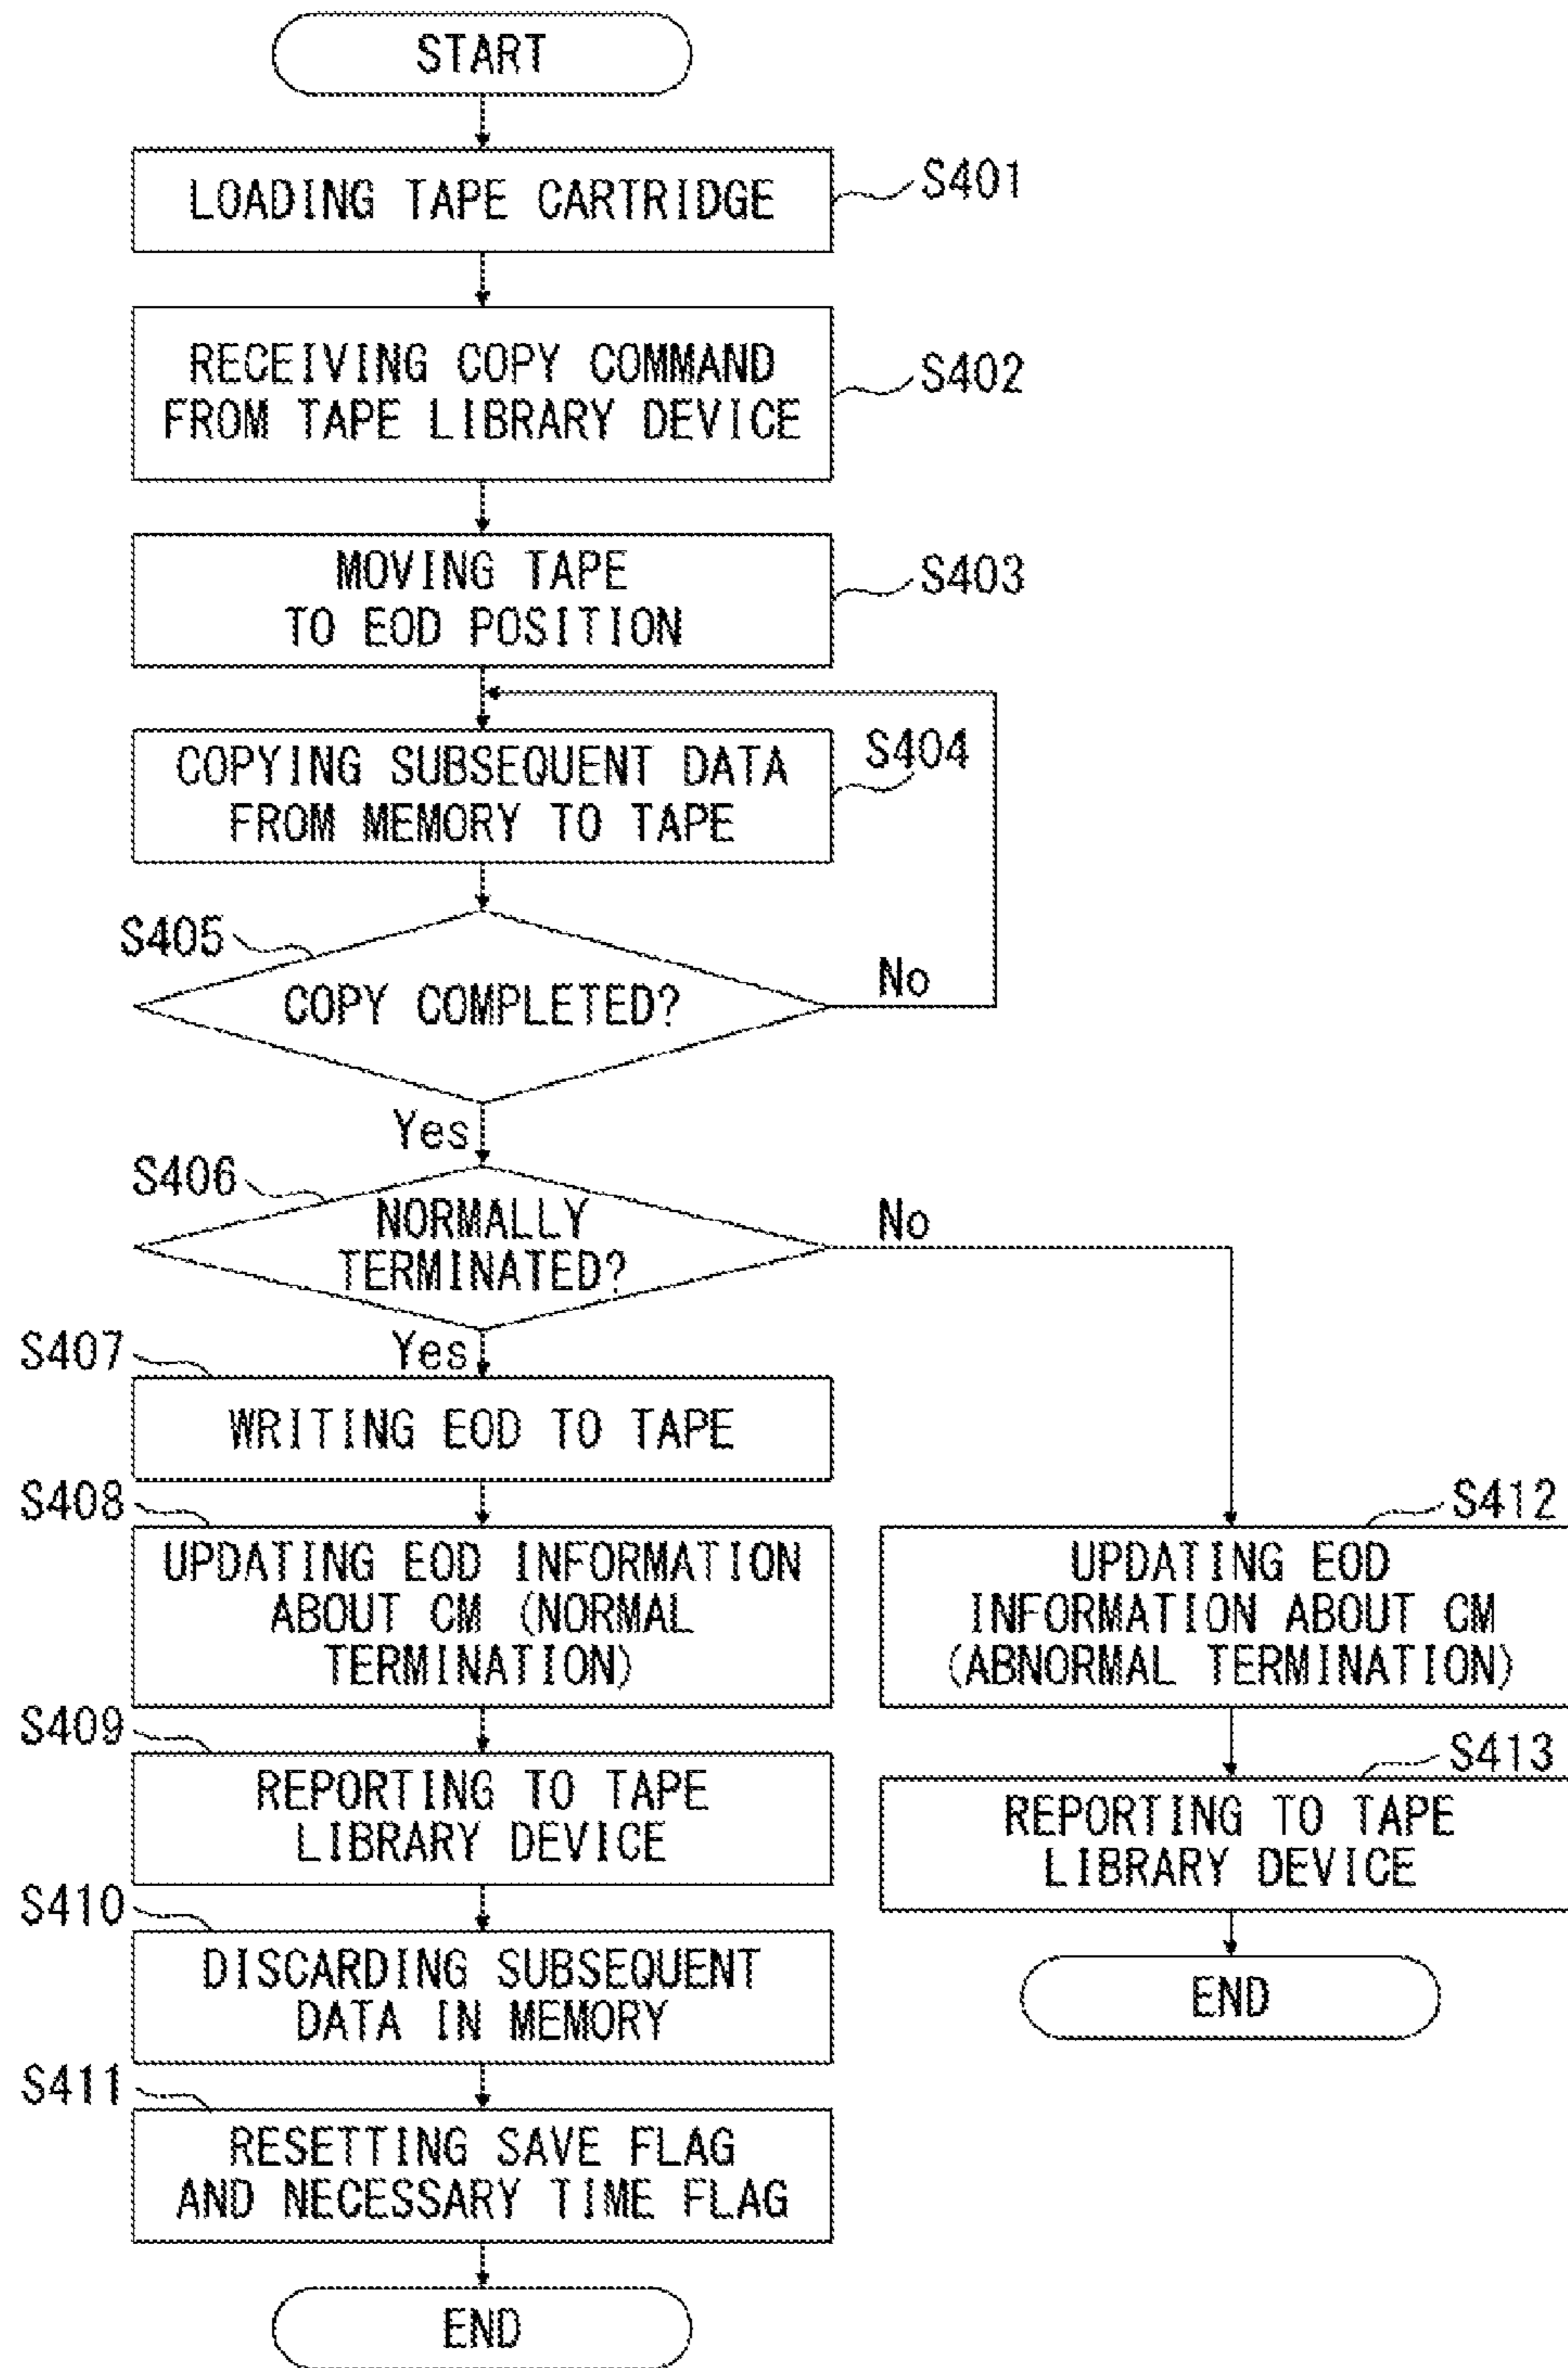 START
LOADING TAPE CARTRIDGE
S401
RECEIVING COPY COMMAND
FROM TAPE LIBRARY DEVICE
S402
MOVING TAPE
TO EOD POSITION
S403
COPYING SUBSEQUENT DATA
FROM MEMORY TO TAPE
S404
S405
COPY COMPLETED?
No
Yes
S406
NORMALLY
TERMINATED?
No
Yes
S407
WRITING EOD TO TAPE
S408
UPDATING EOD INFORMATION
ABOUT CM (NORMAL
TERMINATION)
S409
REPORTING TO TAPE
LIBRARY DEVICE
S410
DISCARDING SUBSEQUENT
DATA IN MEMORY
S411
RESETTING SAVE FLAG
AND NECESSARY TIME FLAG
END
S412
UPDATING EOD
INFORMATION ABOUT CM
(ABNORMAL TERMINATION)
S413
REPORTING TO TAPE
LIBRARY DEVICE
END